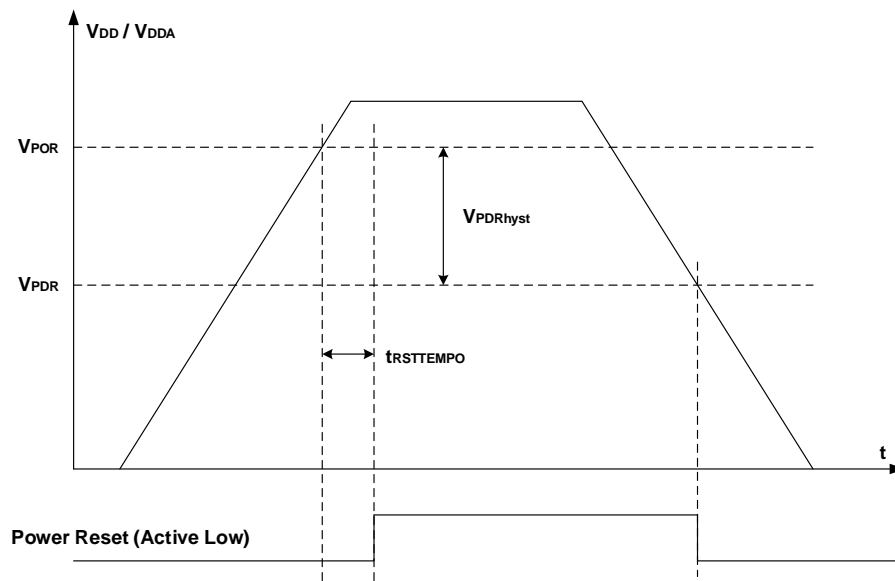 VDD / VDDA
VPOR
VPDRhyst
VPDR
tRSTTEMPO
t
Power Reset (Active Low)